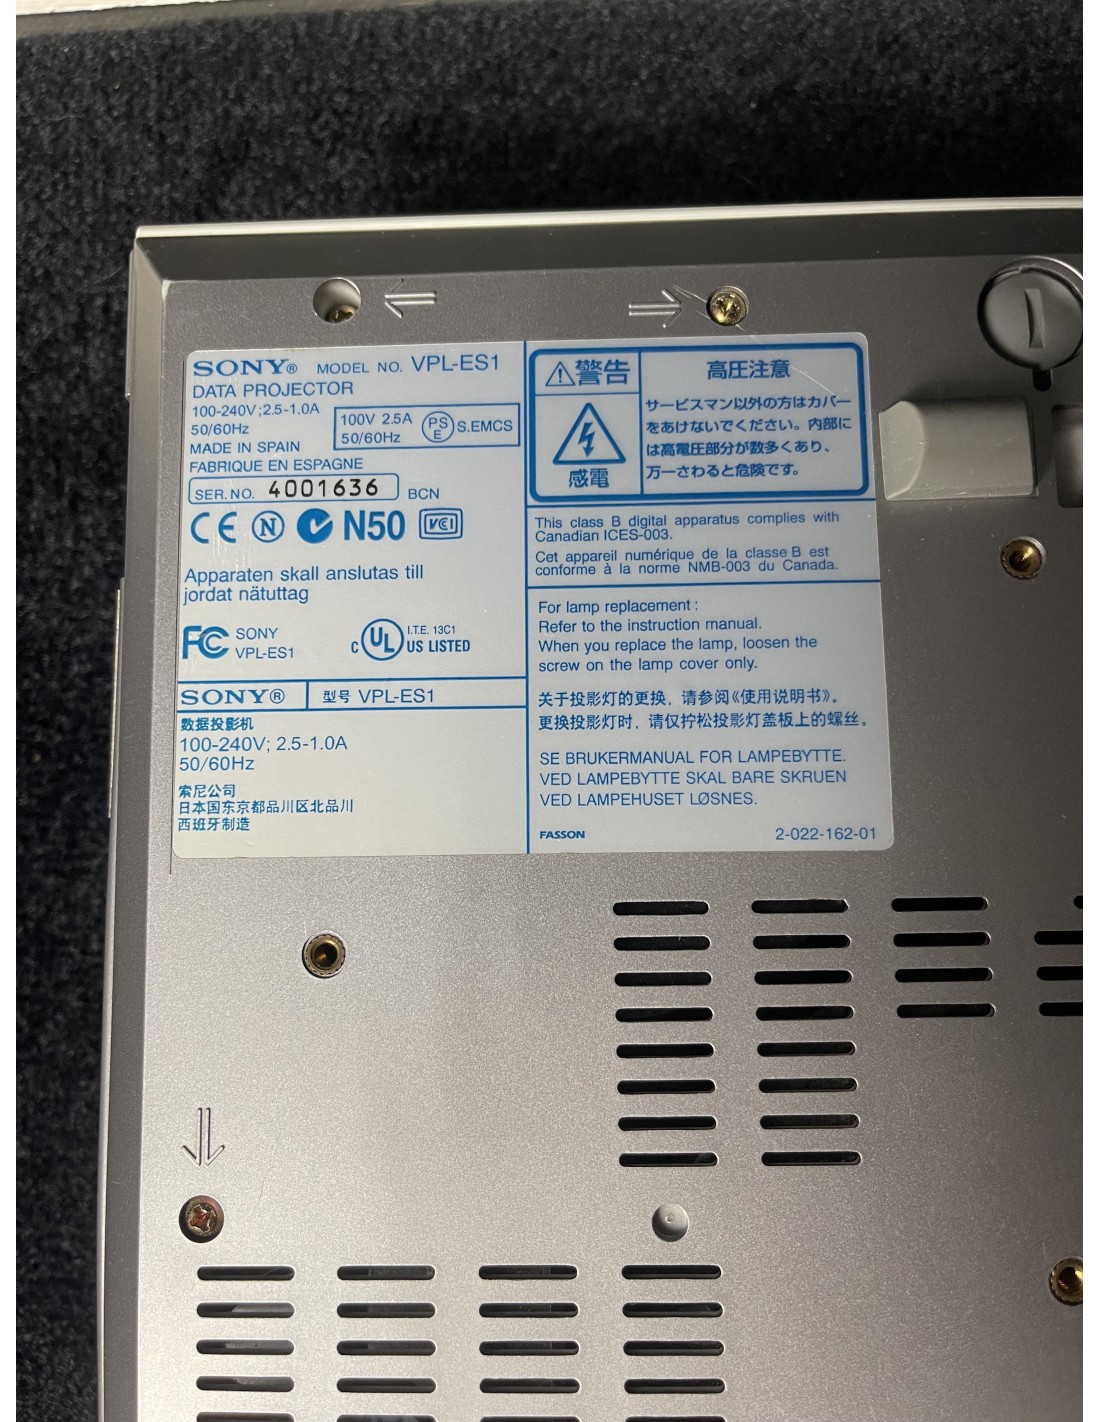 SONY® MODEL NO. VPL-ES1
DATA PROJECTOR
100-240V;2.5-1.0A
50/60Hz
100V 2.5A
50/60Hz
PS
E
S.EMCS
MADE IN SPAIN
FABRIQUE EN ESPAGNE
SER. NO. 4001636 BCN
CE N N50 VCI
Apparaten skall anslutas till
jordat nätuttag
FC SONY
VPL-ES1
C UL US LISTED
I.T.E. 13C1
SONY® 型号 VPL-ES1
数据投影机
100-240V; 2.5-1.0A
50/60Hz
索尼公司
日本国东京都品川区北品川
西班牙制造
警告
感電
高圧注意
サービスマン以外の方はカバー
をあけないでください。内部に
は高電圧部分が数多くあり、
万一さわると危険です。
This class B digital apparatus complies with
Canadian ICES-003.
Cet appareil numérique de la classe B est
conforme à la norme NMB-003 du Canada.
For lamp replacement :
Refer to the instruction manual.
When you replace the lamp, loosen the
screw on the lamp cover only.
关于投影灯的更换，请参阅《使用说明书》。
更换投影灯时，请仅拧松投影灯盖板上的螺丝。
SE BRUKERMANUAL FOR LAMPEBYTTE.
VED LAMPEBYTTE SKAL BARE SKRUEN
VED LAMPEHUSET LØSNES.
FASSON 2-022-162-01